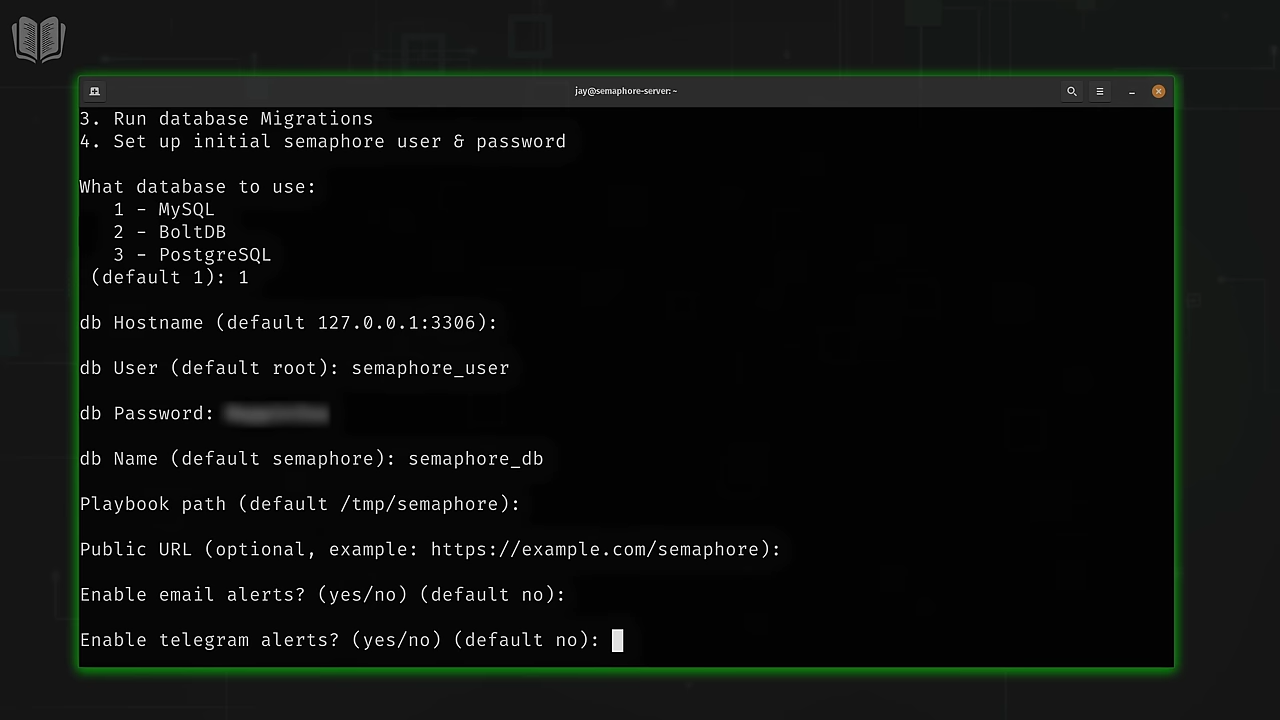 jay@semaphore-server:~
3. Run database Migrations
4. Set up initial semaphore user & password
What database to use:
1 - MySQL
2 - BoltDB
3 - PostgreSQL
(default 1): 1
db Hostname (default 127.0.0.1:3306):
db User (default root): semaphore_user
db Password:
db Name (default semaphore): semaphore_db
Playbook path (default /tmp/semaphore):
Public URL (optional, example: https://example.com/semaphore):
Enable email alerts? (yes/no) (default no):
Enable telegram alerts? (yes/no) (default no):